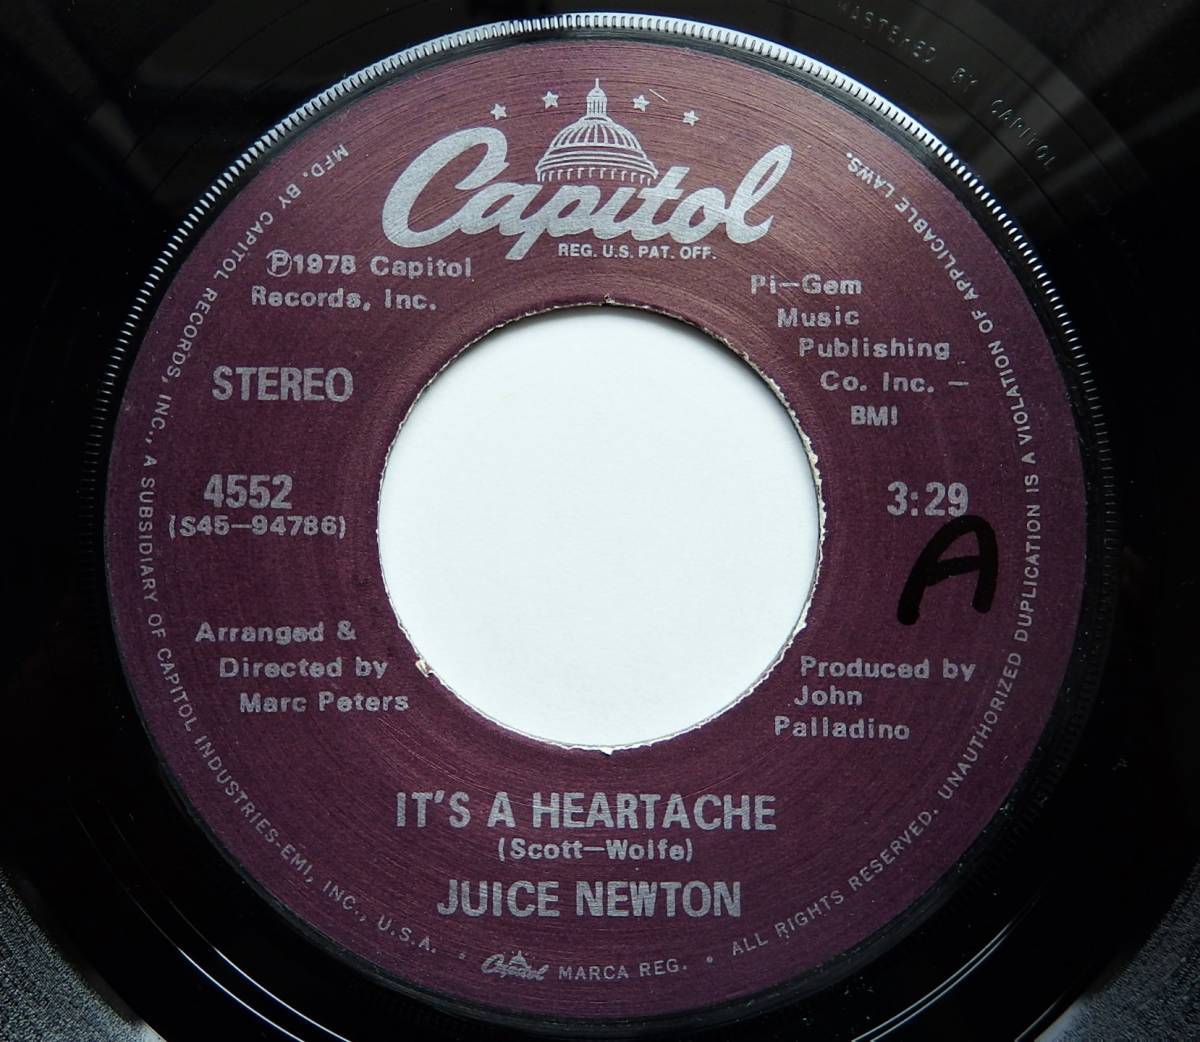 MASTERED BY CAPITOL
Capitol
REG. U.S. PAT. OFF.
℗1978 Capitol
Records, Inc.
STEREO
4552
(S45-94786)
Arranged &
Directed by
Marc Peters
Pi-Gem
Music
Publishing
Co. Inc. -
BMI
3:29
A
Produced by
John
Palladino
IT'S A HEARTACHE
(Scott-Wolfe)
JUICE NEWTON
MFD. BY CAPITOL RECORDS, INC., A SUBSIDIARY OF CAPITOL INDUSTRIES-EMI, INC., U.S.A. • Capitol MARCA REG. • ALL RIGHTS RESERVED. UNAUTHORIZED DUPLICATION IS A VIOLATION OF APPLICABLE LAWS.